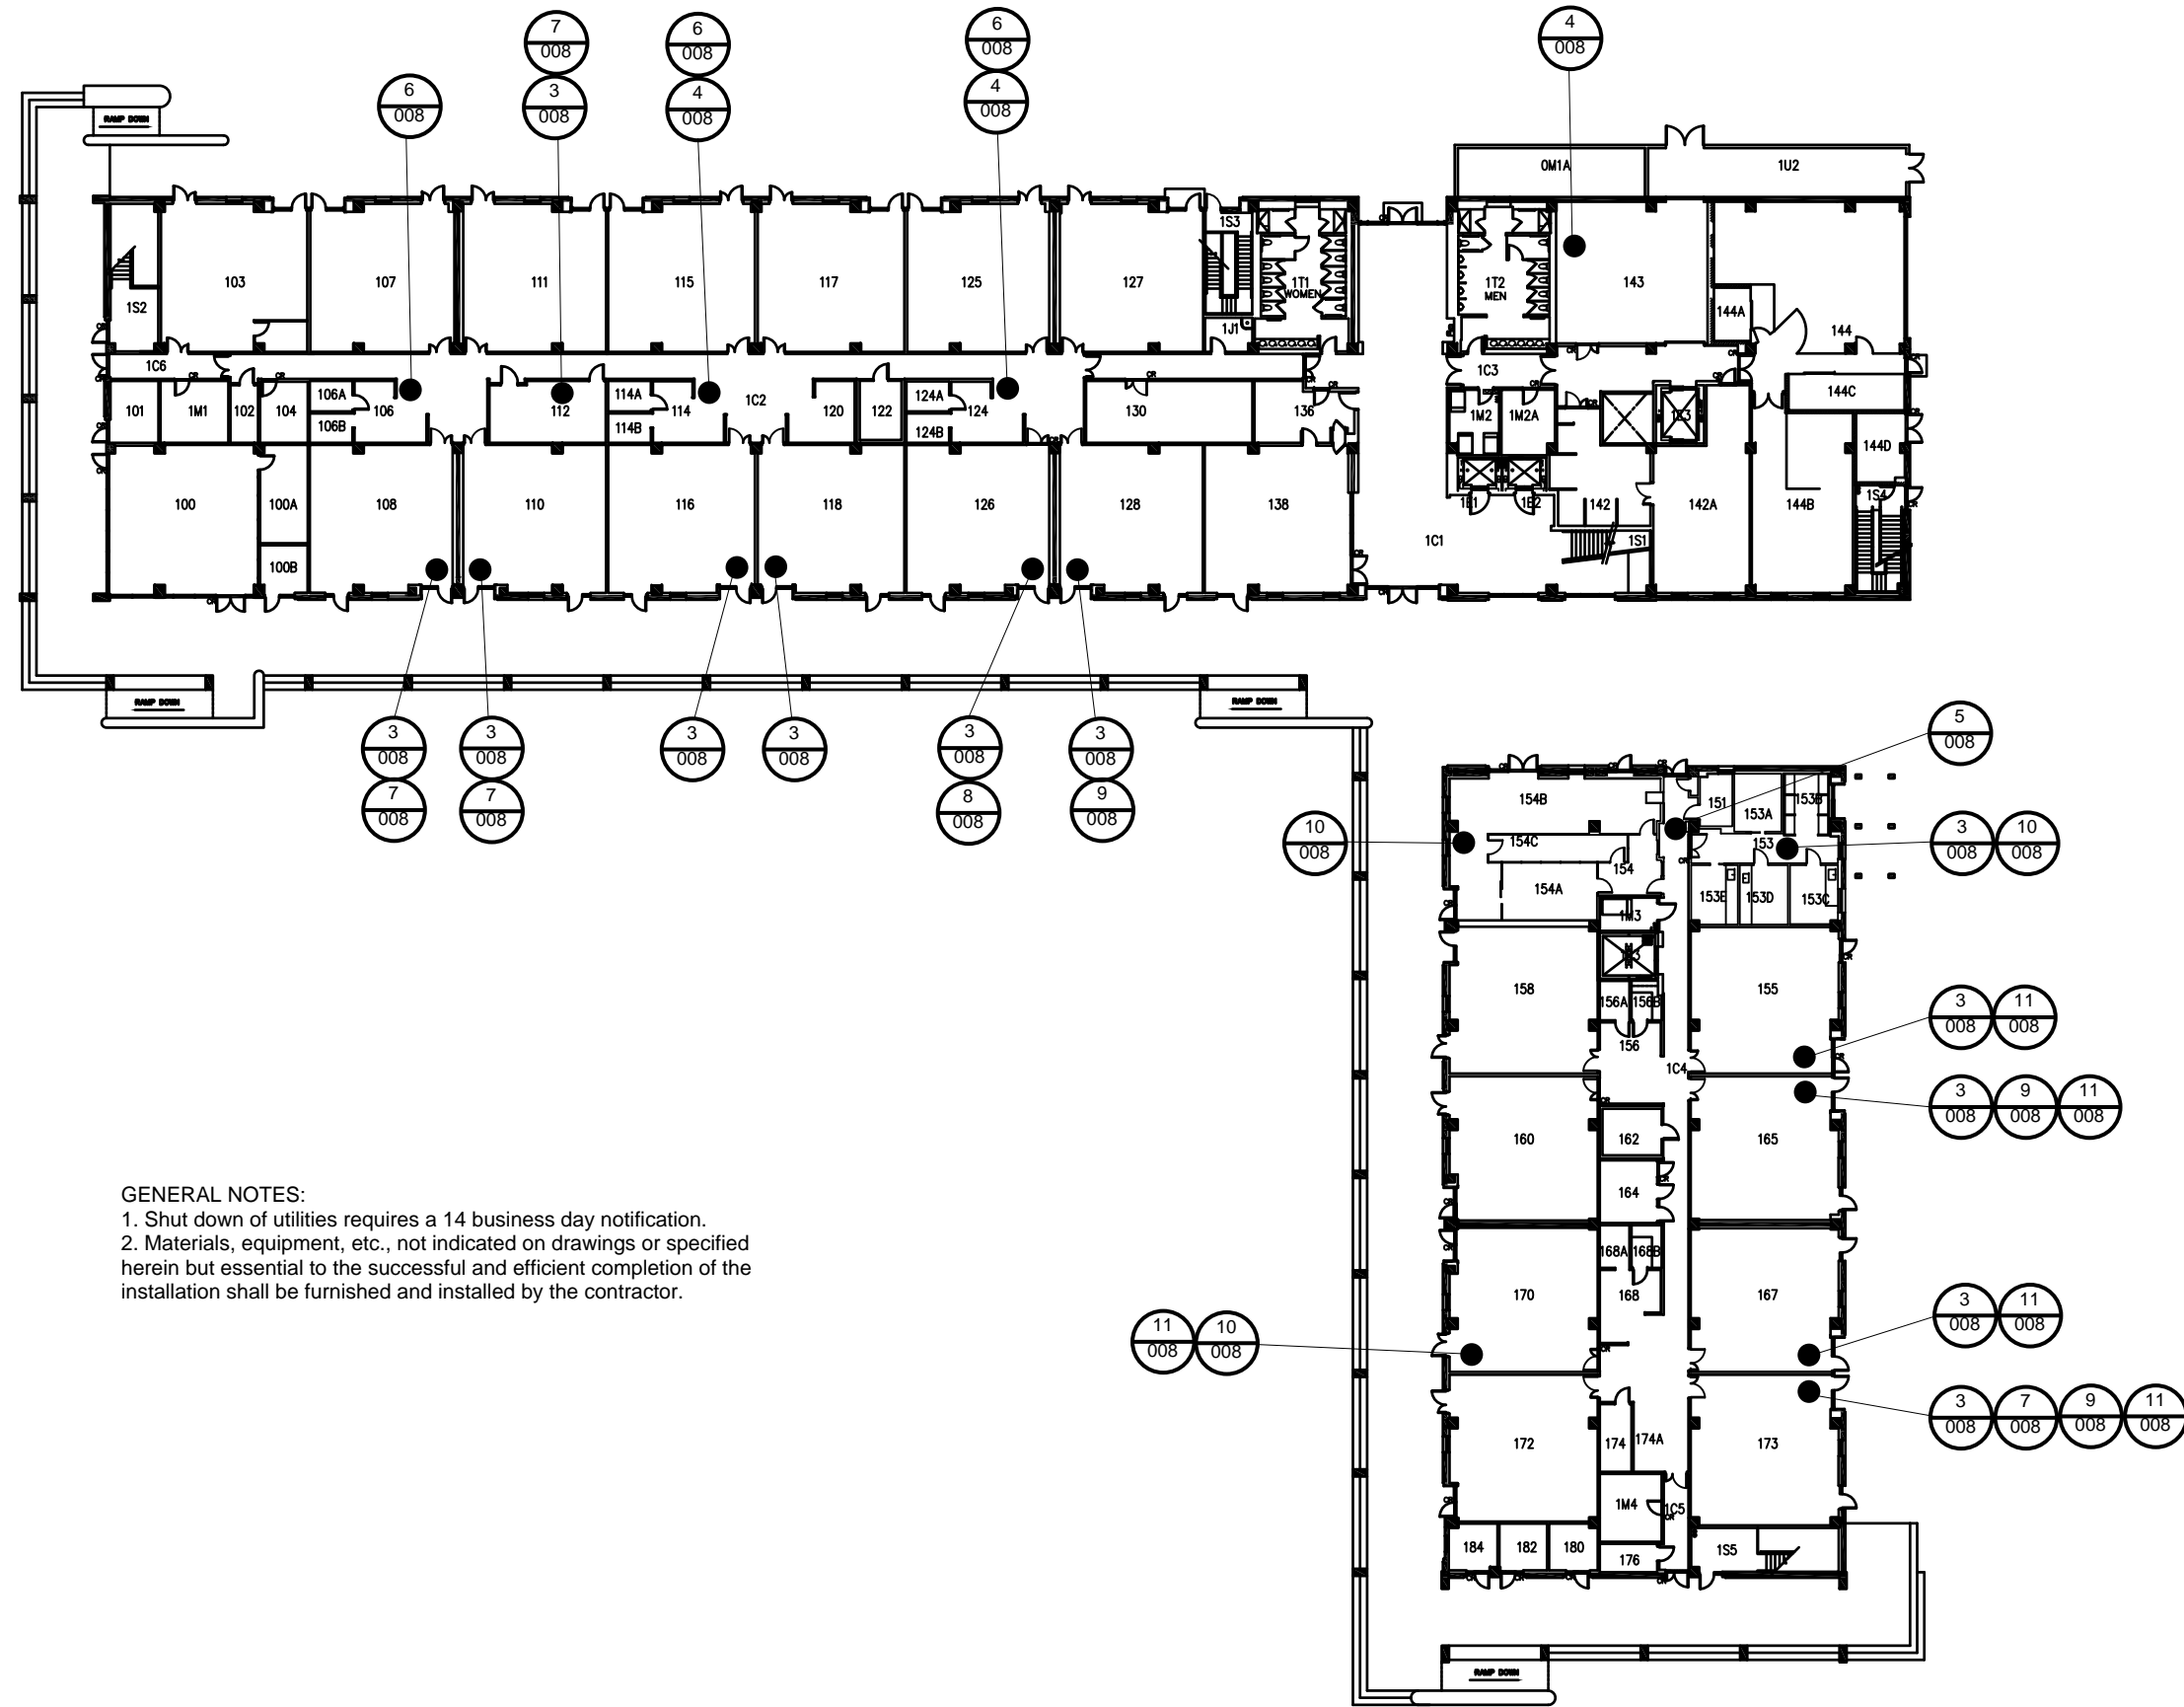 7
008
6
008
6
008
4
008
6
008
3
008
4
008
4
008
RAMP DOWN
0M1A
1U2
1S3
103
107
111
115
117
125
127
1T1
WOMEN
1T2
MEN
143
1S2
144A
1J1
144
1C6
1C3
101
1M1
102
104
106A
106
106B
112
114A
114
114B
1C2
120
122
124A
124
124B
130
136
1M2
1M2A
144C
144D
100
100A
100B
108
110
116
118
126
128
138
1E1
1E2
142
142A
144B
1S4
1C1
1S1
RAMP DOWN
RAMP DOWN
3
008
7
008
3
008
7
008
3
008
3
008
3
008
8
008
3
008
9
008
5
008
154B
151
153A
153B
10
008
154C
153
3
008
10
008
154
154A
153E
153D
153C
1M3
158
156A
156B
155
3
008
11
008
156
1C4
3
008
9
008
11
008
160
162
165
164
GENERAL NOTES:
1. Shut down of utilities requires a 14 business day notification.
2. Materials, equipment, etc., not indicated on drawings or specified
herein but essential to the successful and efficient completion of the
installation shall be furnished and installed by the contractor.
168A
168B
170
168
167
3
008
11
008
11
008
10
008
3
008
7
008
9
008
11
008
172
174
174A
173
1M4
1C5
184
182
180
176
1S5
RAMP DOWN